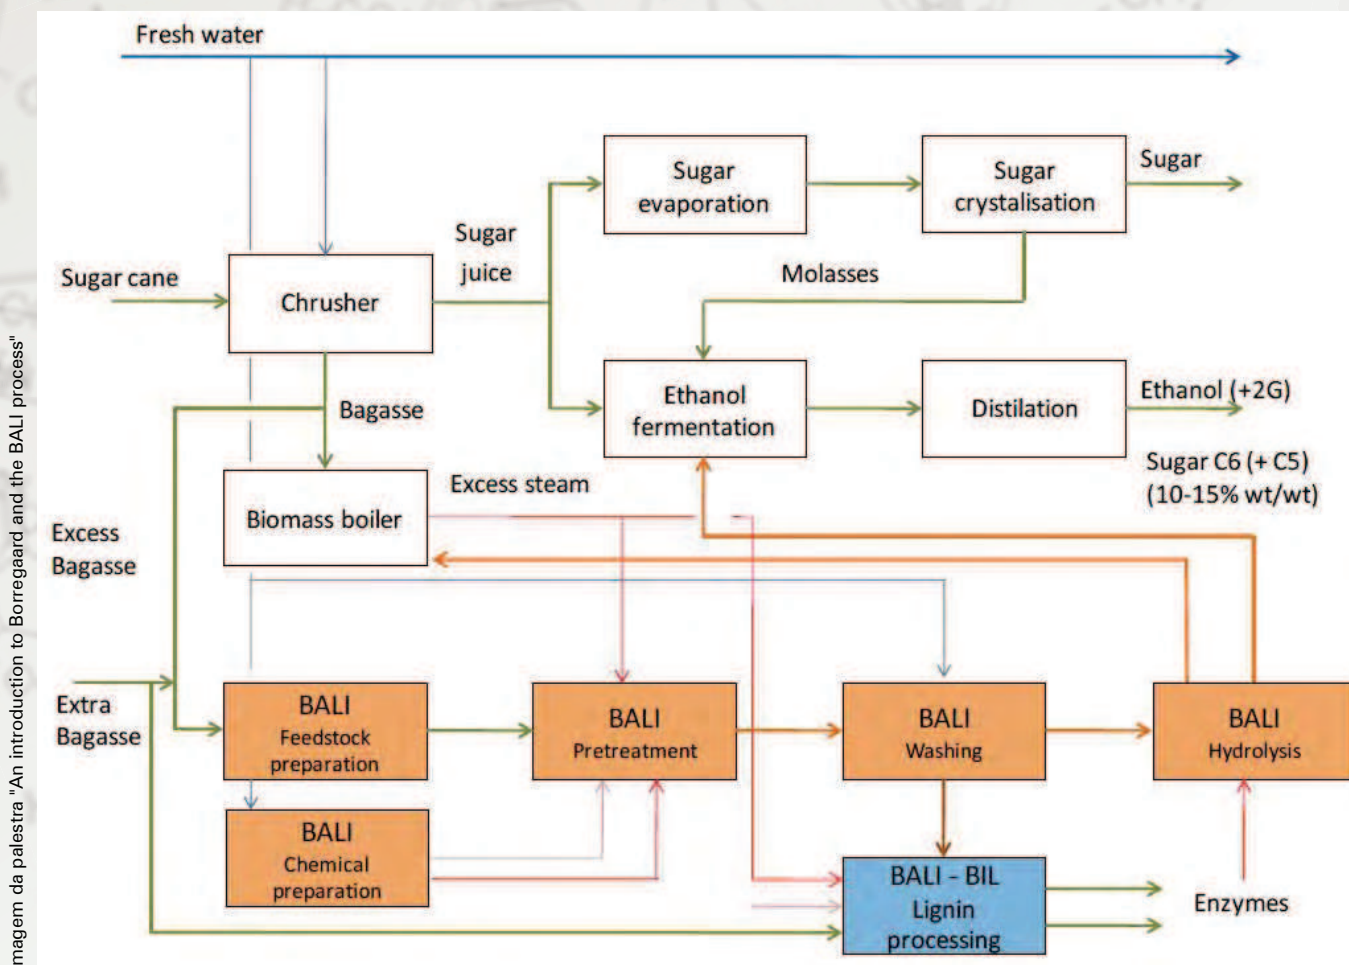 Fresh water
Sugar
evaporation
Sugar
crystalisation
Sugar
Sugar
juice
Sugar cane
Chrusher
Molasses
Bagasse
Ethanol
fermentation
Distilation
Ethanol (+2G)
Sugar C6 (+ C5)
(10-15% wt/wt)
Excess steam
Biomass boiler
Excess
Bagasse
Extra
Bagasse
BALI
Feedstock
preparation
BALI
Pretreatment
BALI
Washing
BALI
Hydrolysis
BALI
Chemical
preparation
BALI - BIL
Lignin
processing
Enzymes
magem da palestra "An introduction to Borregaard and the BALI process"